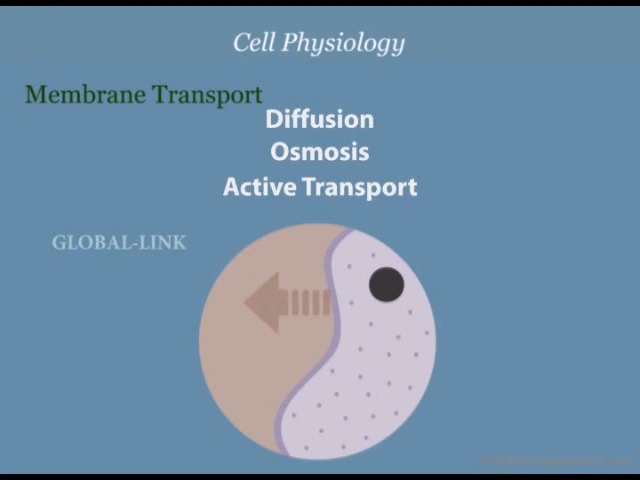 Cell Physiology
Membrane Transport
Diffusion
Osmosis
Active Transport
GLOBAL-LINK